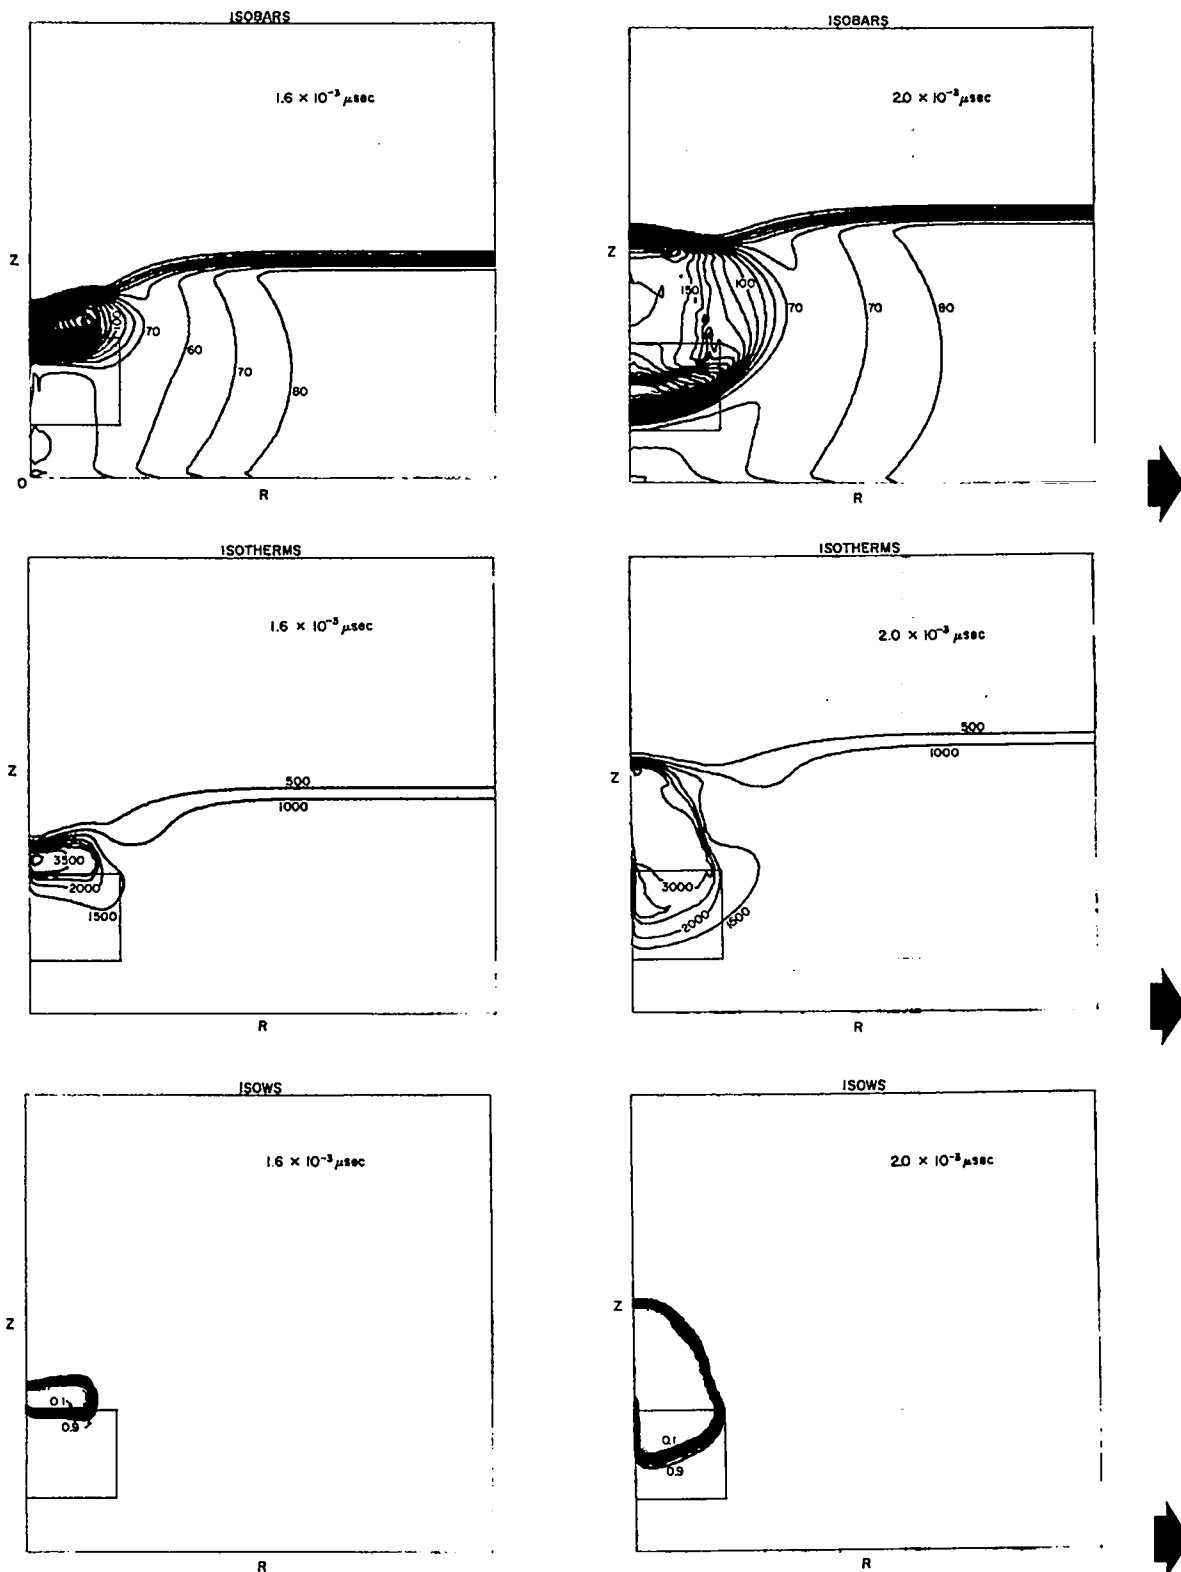 ISOBARS
1.6 × 10⁻³ μsec
Z
100
70
60
70
80
O
R
ISOBARS
2.0 × 10⁻³ μsec
Z
150
100
70
70
80
R
ISOTHERMS
1.6 × 10⁻³ μsec
Z
500
1000
3500
2000
1500
R
ISOTHERMS
2.0 × 10⁻³ μsec
Z
500
1000
3000
2000
1500
R
ISOWS
1.6 × 10⁻³ μsec
Z
0.1
0.9
R
ISOWS
2.0 × 10⁻³ μsec
Z
0.1
0.9
R